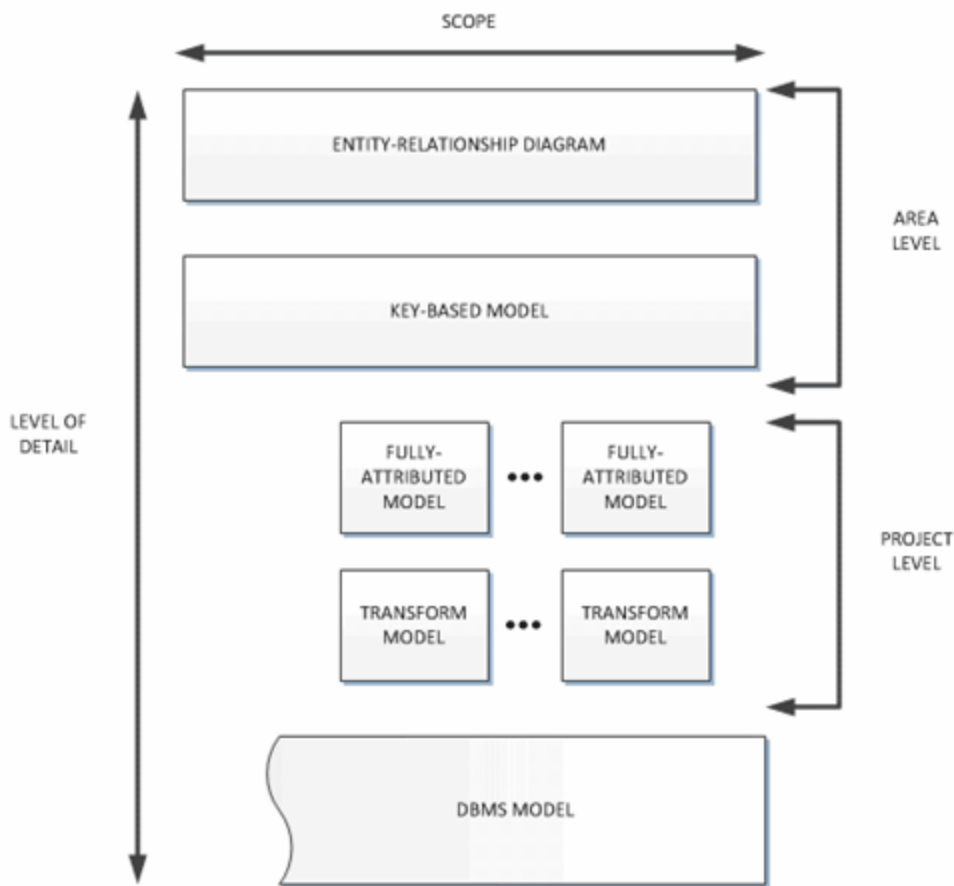 SCOPE
ENTITY-RELATIONSHIP DIAGRAM
AREA
LEVEL
KEY-BASED MODEL
LEVEL OF
DETAIL
FULLY-
ATTRIBUTED
MODEL
•••
FULLY-
ATTRIBUTED
MODEL
PROJECT
LEVEL
TRANSFORM
MODEL
•••
TRANSFORM
MODEL
DBMS MODEL